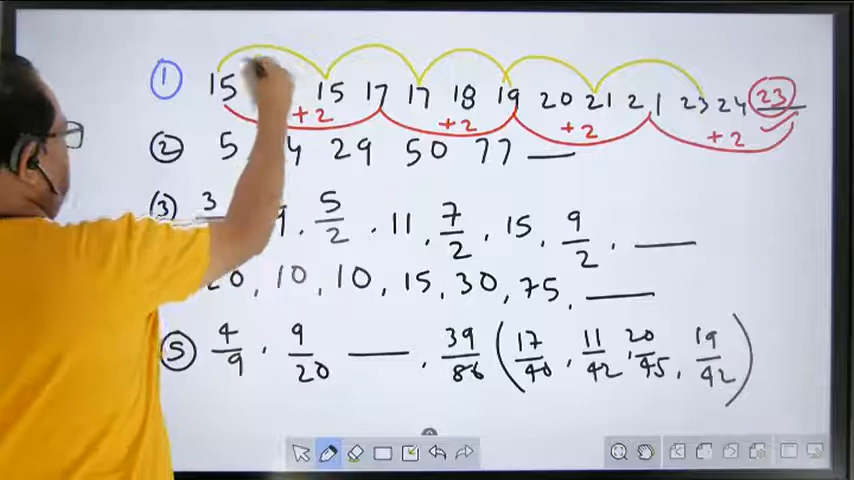 ① 15 15 17 17 18 19 20 21 21 23 24 23
+2 +2 +2 +2
② 5 4 29 50 77 ___
③ 3 9 . 5/2 . 11 , 7/2 , 15 , 9/2 . ___
20 , 10 , 10 , 15 , 30 , 75 , ___
⑤ 4/9 . 9/20 ___ . 39/86 ( 17/40 , 11/42 , 20/45 , 19/42 )